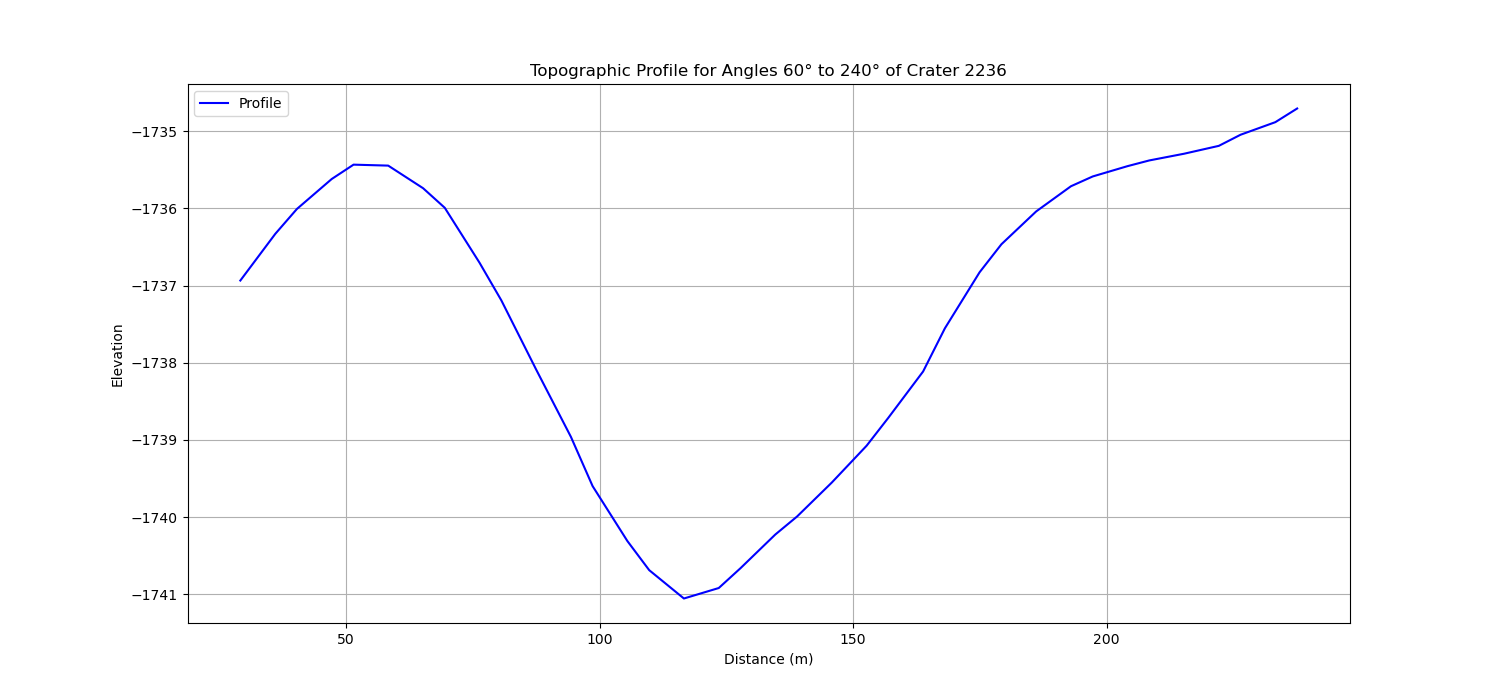 Topographic Profile for Angles 60° to 240° of Crater 2236
Profile
−1735
−1736
−1737
−1738
−1739
−1740
−1741
Elevation
50
100
150
200
Distance (m)